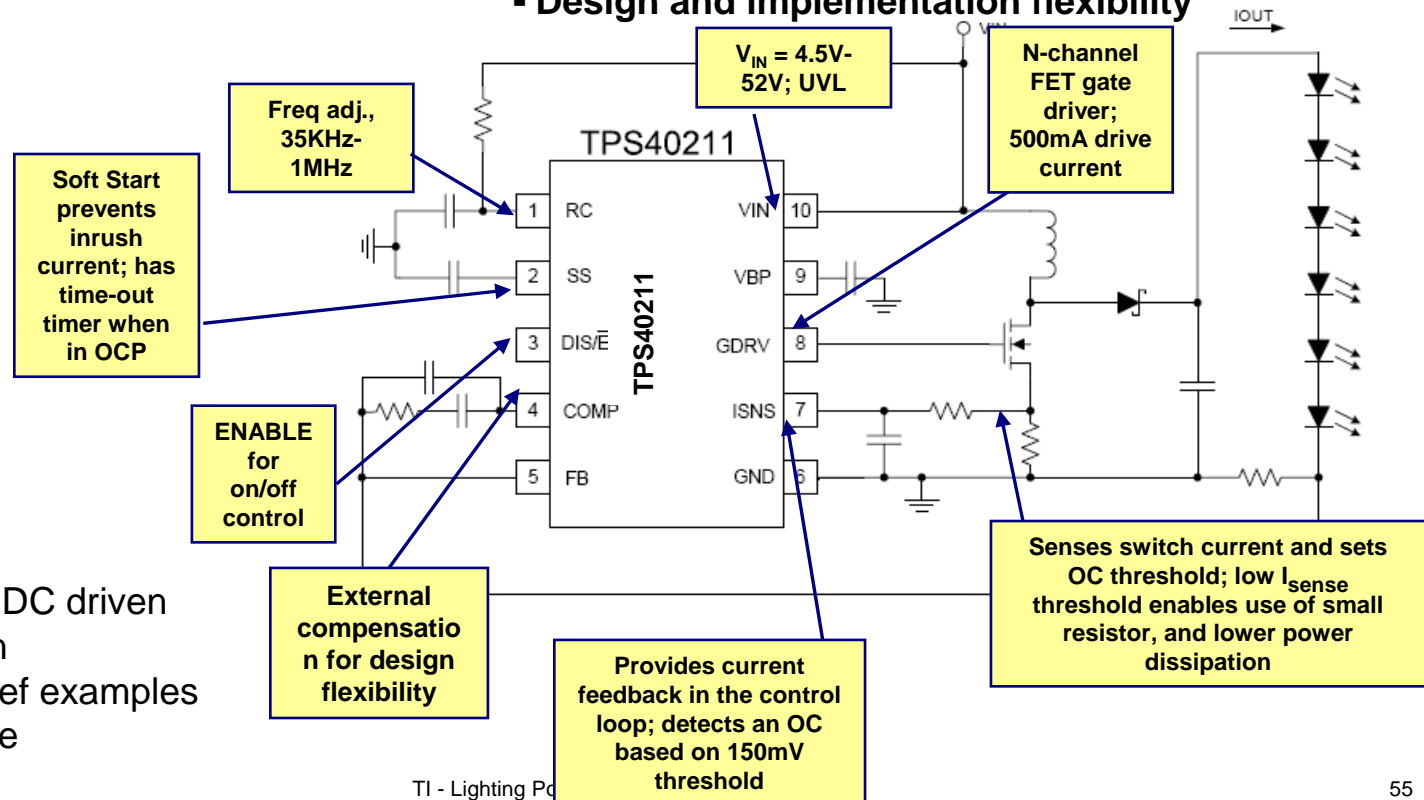 - Design and implementation flexibility
IOUT
VIN = 4.5V-
52V; UVL
N-channel
FET gate
driver;
500mA drive
current
Freq adj.,
35KHz-
1MHz
TPS40211
Soft Start
prevents
inrush
current; has
time-out
timer when
in OCP
1 RC
VIN 10
2 SS
VBP 9
TPS40211
3 DIS/E̅
GDRV 8
4 COMP
ISNS 7
5 FB
GND 6
ENABLE
for
on/off
control
External
compensatio
n for design
flexibility
Senses switch current and sets
OC threshold; low Isense
threshold enables use of small
resistor, and lower power
dissipation
Provides current
feedback in the control
loop; detects an OC
based on 150mV
threshold
DC driven
ef examples
e
TI - Lighting Po
55